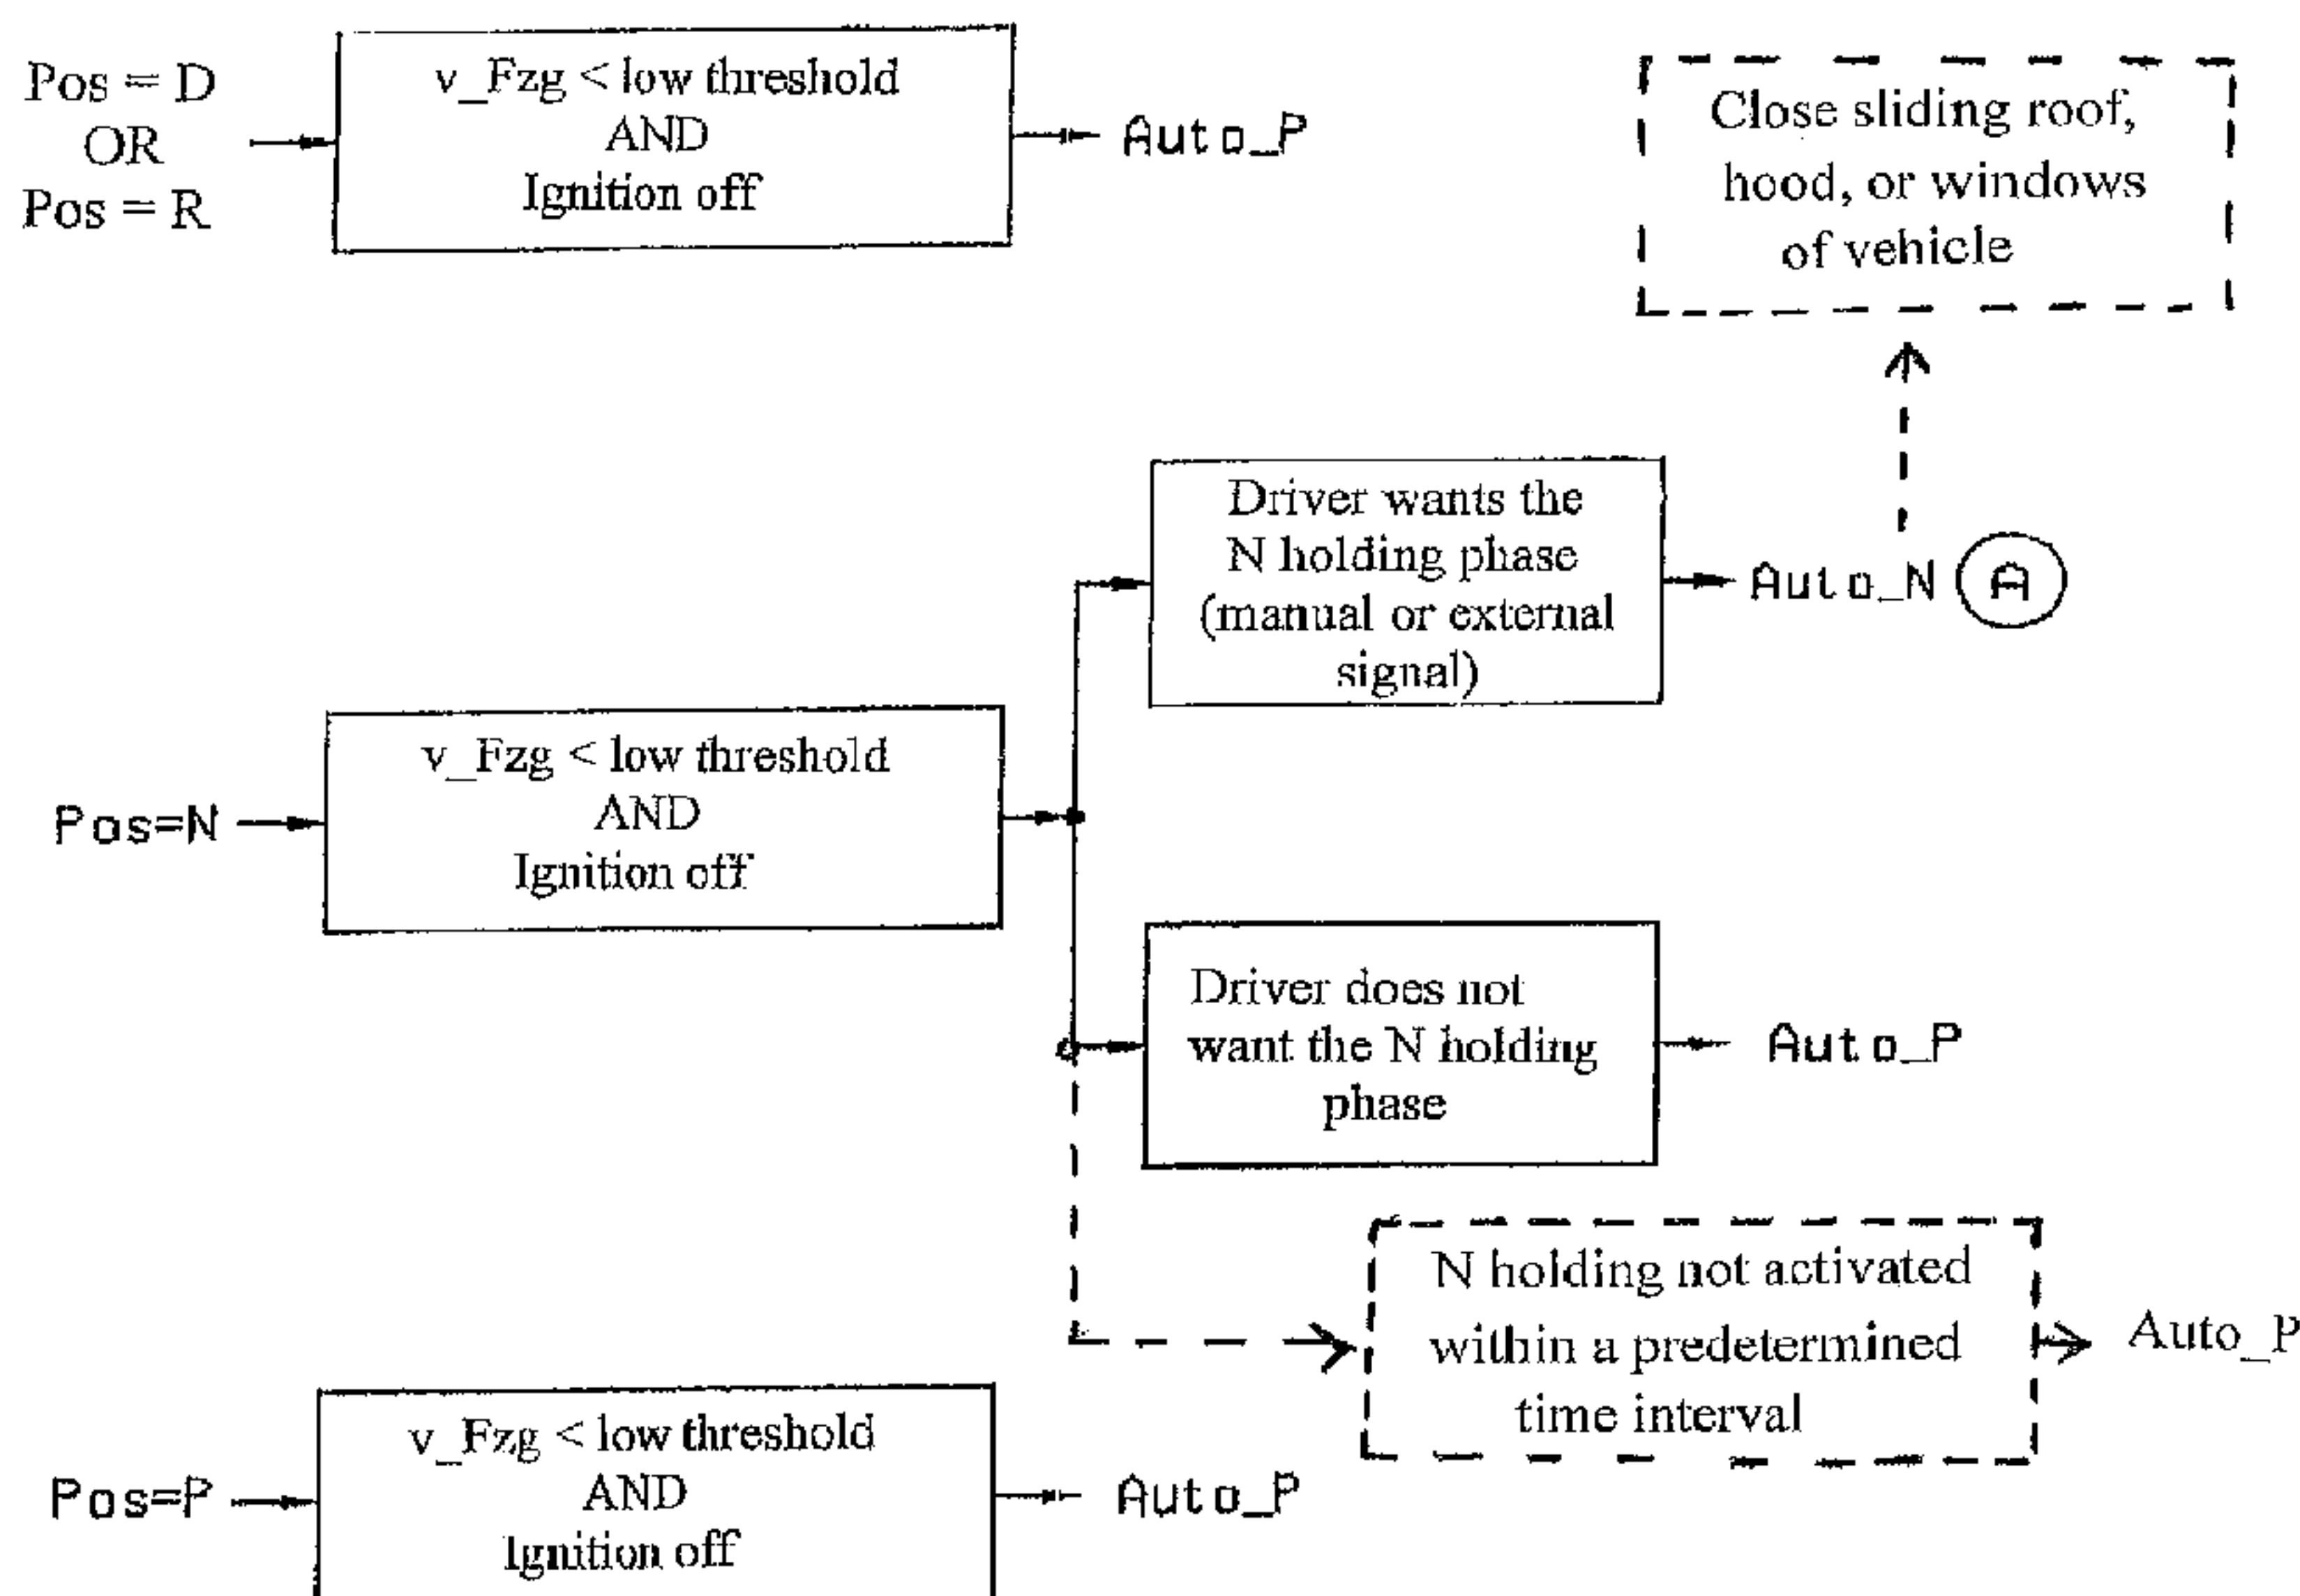 Pos = D
OR
Pos = R
v_Fzg < low threshold
AND
Ignition off
Auto_P
Close sliding roof,
hood, or windows
of vehicle
Driver wants the
N holding phase
(manual or external
signal)
Auto_N
A
Pos=N
v_Fzg < low threshold
AND
Ignition off
Driver does not
want the N holding
phase
Auto_P
N holding not activated
within a predetermined
time interval
Auto_P
Pos=P
v_Fzg < low threshold
AND
Ignition off
Auto_P